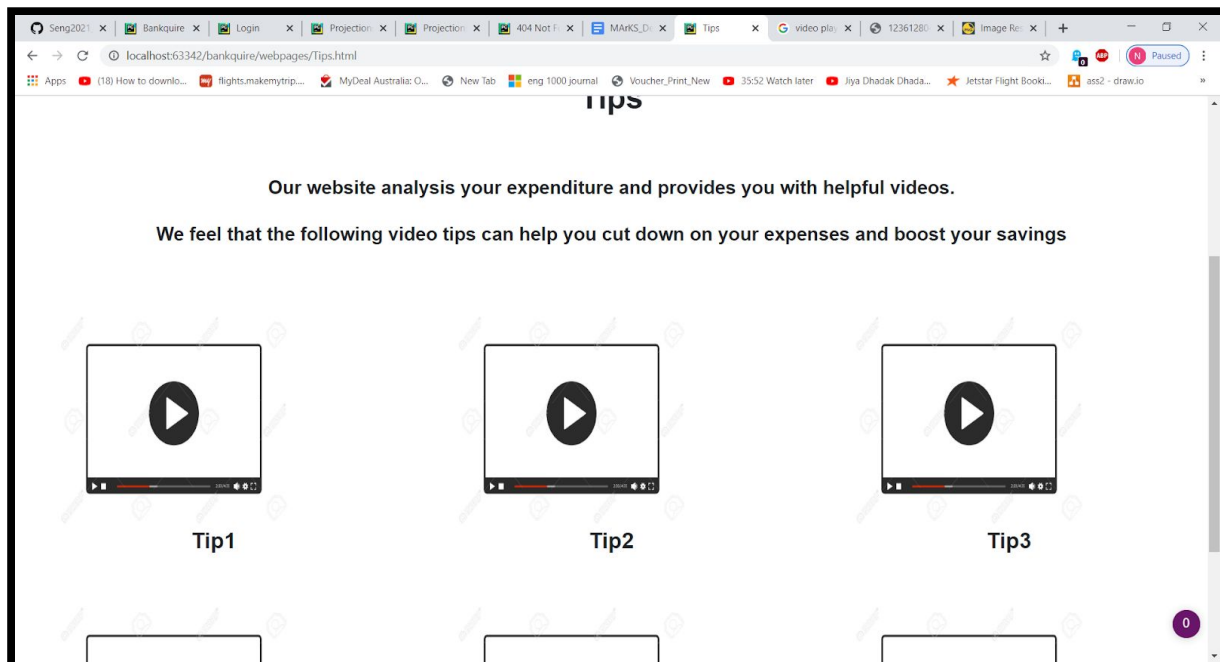 Seng2021
Bankquire
Login
Projection
Projection
404 Not F
MArKS_D
Tips
video play
12361280
Image Re
localhost:63342/bankquire/webpages/Tips.html
Paused
Apps
(18) How to downlo...
flights.makemytrip....
MyDeal Australia: O...
New Tab
eng 1000 journal
Voucher_Print_New
35:52 Watch later
Jiya Dhadak Dhada...
Jetstar Flight Booki...
ass2 - draw.io
Tips
Our website analysis your expenditure and provides you with helpful videos.
We feel that the following video tips can help you cut down on your expenses and boost your savings
Tip1
Tip2
Tip3
0